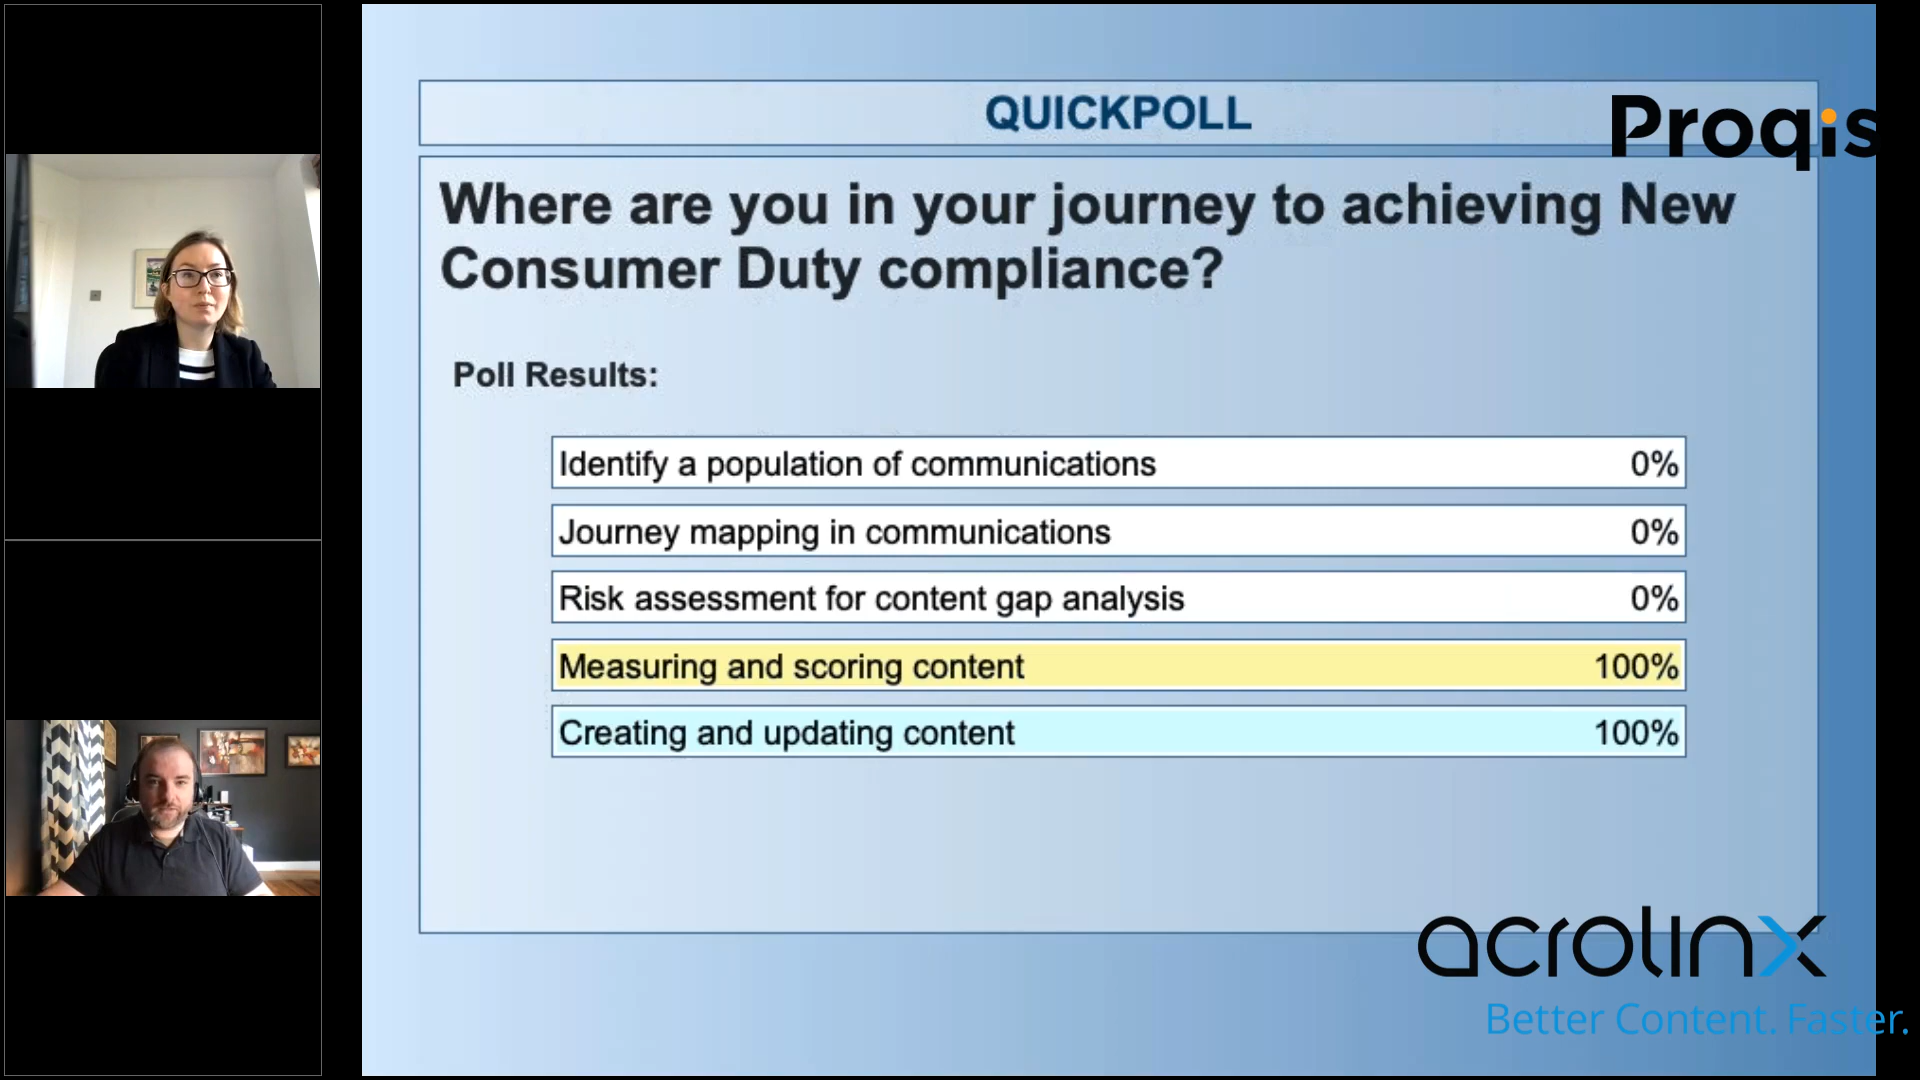 QUICKPOLL
Proqis
Where are you in your journey to achieving New
Consumer Duty compliance?
Poll Results:
Identify a population of communications 0%
Journey mapping in communications 0%
Risk assessment for content gap analysis 0%
Measuring and scoring content 100%
Creating and updating content 100%
acrolinx
Better Content. Faster.